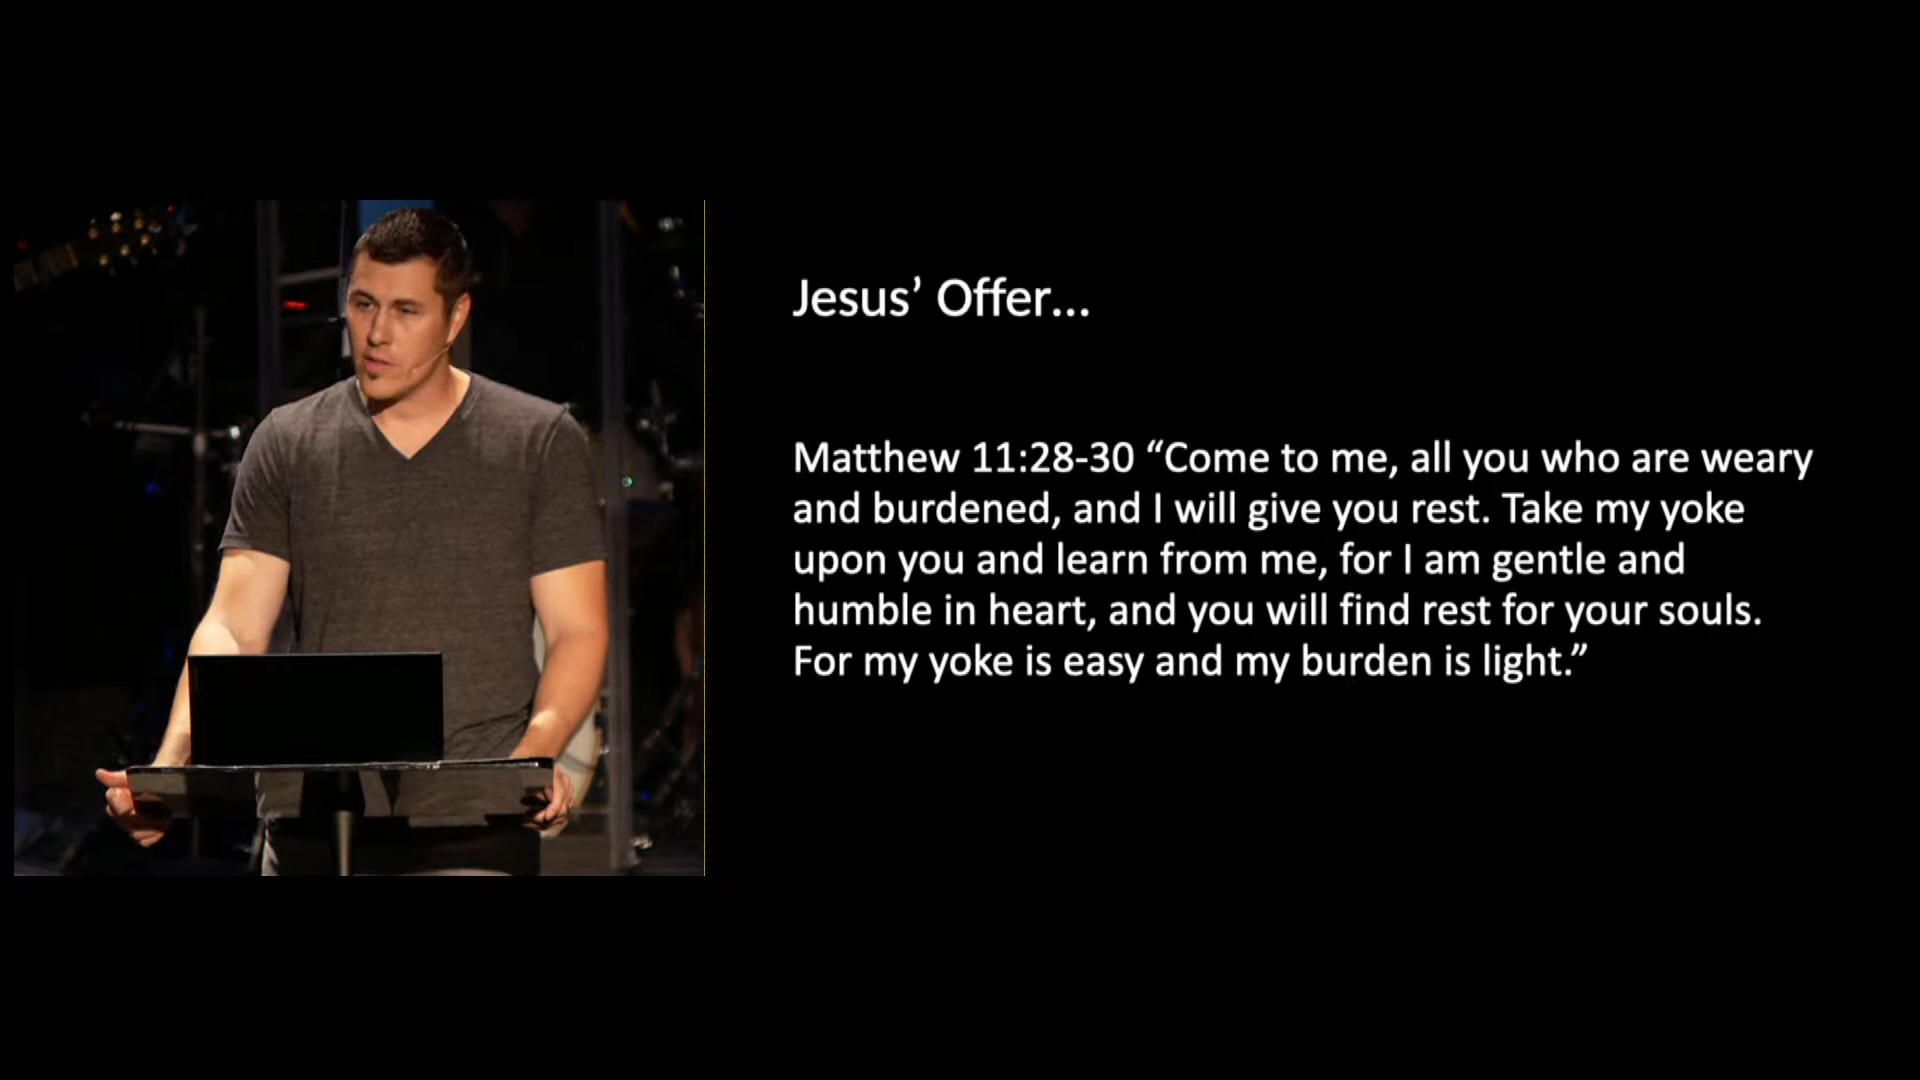 Jesus’ Offer...
Matthew 11:28-30 “Come to me, all you who are weary
and burdened, and I will give you rest. Take my yoke
upon you and learn from me, for I am gentle and
humble in heart, and you will find rest for your souls.
For my yoke is easy and my burden is light.”